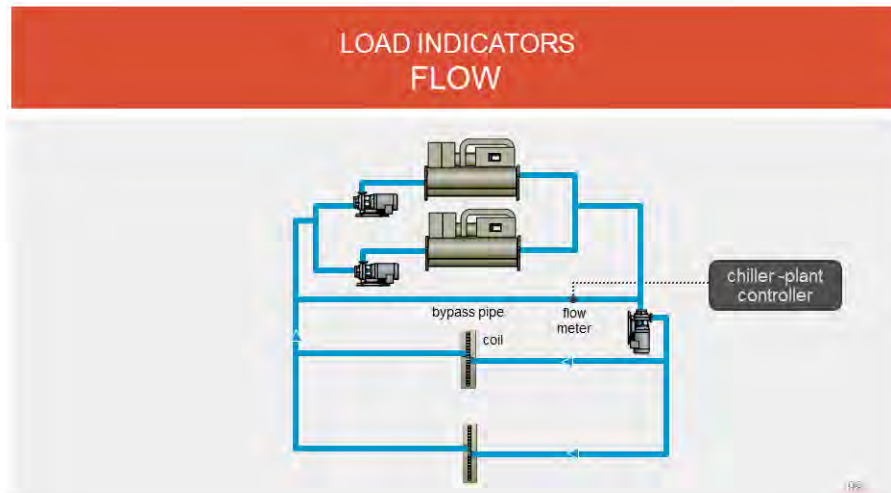 LOAD INDICATORS
FLOW
chiller -plant
controller
bypass pipe
flow
meter
coil